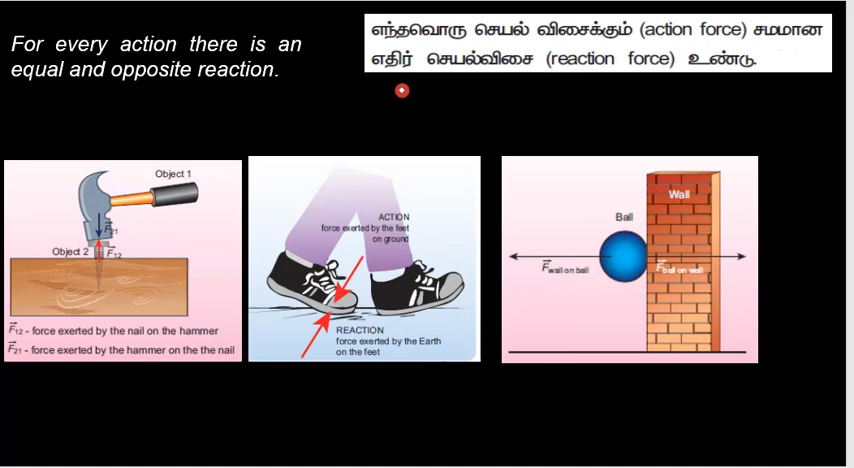 For every action there is an
equal and opposite reaction.
எந்தவொரு செயல் விசைக்கும் (action force) சமமான
எதிர் செயல்விசை (reaction force) உண்டு.
Object 1
F21
Object 2
F12
F12 - force exerted by the nail on the hammer
F21 - force exerted by the hammer on the the nail
ACTION
force exerted by the feet
on ground
REACTION
force exerted by the Earth
on the feet
Wall
Ball
F wall on ball
F ball on wall